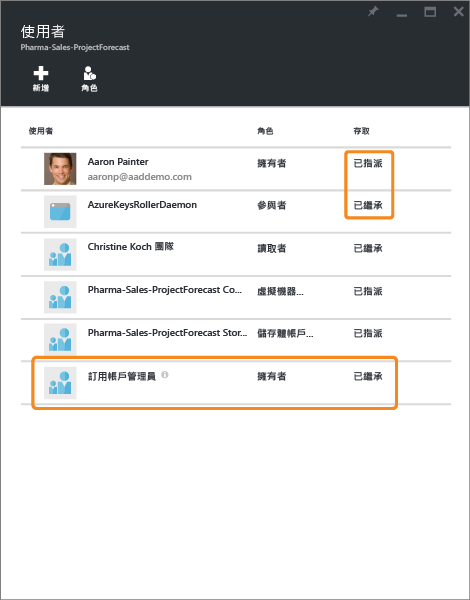 使用者
Pharma-Sales-ProjectForecast
新增 角色
使用者 角色 存取
Aaron Painter 擁有者 已指派
aaronp@aaddemo.com
AzureKeysRollerDaemon 參與者 已繼承
Christine Koch 團隊 讀取者 已繼承
Pharma-Sales-ProjectForecast Co... 虛擬機器... 已指派
Pharma-Sales-ProjectForecast Stor... 儲存體帳戶... 已指派
訂用帳戶管理員 擁有者 已繼承